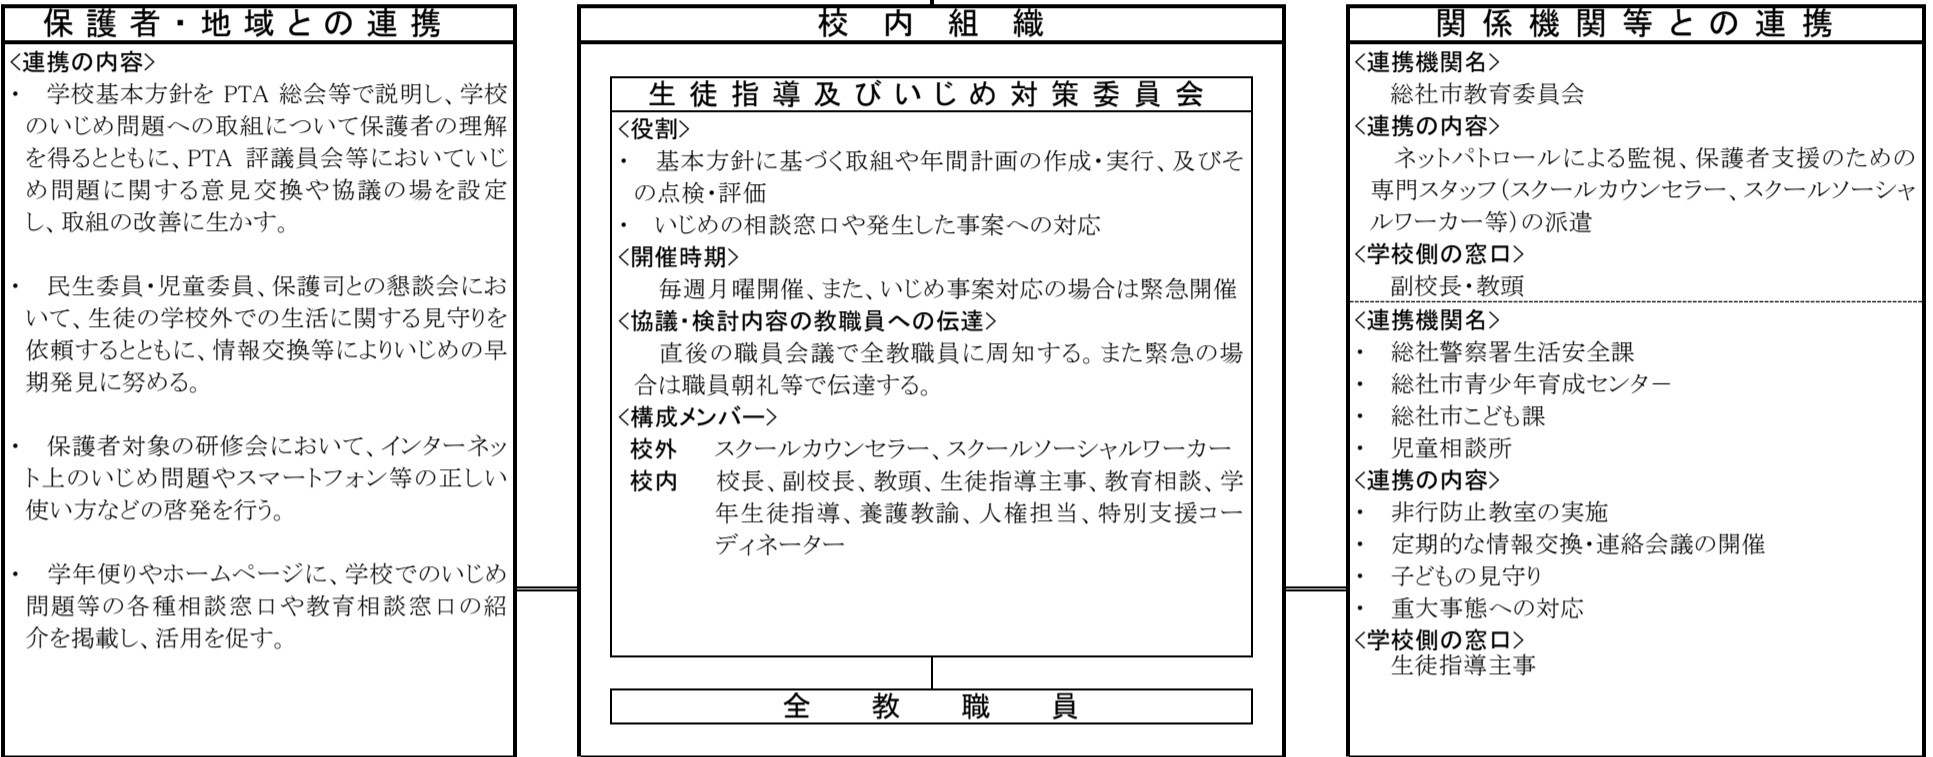 保護者・地域との連携
<連携の内容>
・ 学校基本方針を PTA 総会等で説明し、学校
のいじめ問題への取組について保護者の理解
を得るとともに、PTA 評議員会等においていじ
め問題に関する意見交換や協議の場を設定
し、取組の改善に生かす。
・ 民生委員・児童委員、保護司との懇談会にお
いて、生徒の学校外での生活に関する見守りを
依頼するとともに、情報交換等によりいじめの早
期発見に努める。
・ 保護者対象の研修会において、インターネッ
ト上のいじめ問題やスマートフォン等の正しい
使い方などの啓発を行う。
・ 学年便りやホームページに、学校でのいじめ
問題等の各種相談窓口や教育相談窓口の紹
介を掲載し、活用を促す。
校内組織
生徒指導及びいじめ対策委員会
<役割>
・ 基本方針に基づく取組や年間計画の作成・実行、及びそ
の点検・評価
・ いじめの相談窓口や発生した事案への対応
<開催時期>
毎週月曜開催、また、いじめ事案対応の場合は緊急開催
<協議・検討内容の教職員への伝達>
直後の職員会議で全教職員に周知する。また緊急の場
合は職員朝礼等で伝達する。
<構成メンバー>
校外 スクールカウンセラー、スクールソーシャルワーカー
校内 校長、副校長、教頭、生徒指導主事、教育相談、学
年生徒指導、養護教諭、人権担当、特別支援コー
ディネーター
全教職員
関係機関等との連携
<連携機関名>
総社市教育委員会
<連携の内容>
ネットパトロールによる監視、保護者支援のための
専門スタッフ(スクールカウンセラー、スクールソーシャ
ルワーカー等)の派遣
<学校側の窓口>
副校長・教頭
<連携機関名>
・ 総社警察署生活安全課
・ 総社市青少年育成センター
・ 総社市こども課
・ 児童相談所
<連携の内容>
・ 非行防止教室の実施
・ 定期的な情報交換・連絡会議の開催
・ 子どもの見守り
・ 重大事態への対応
<学校側の窓口>
生徒指導主事